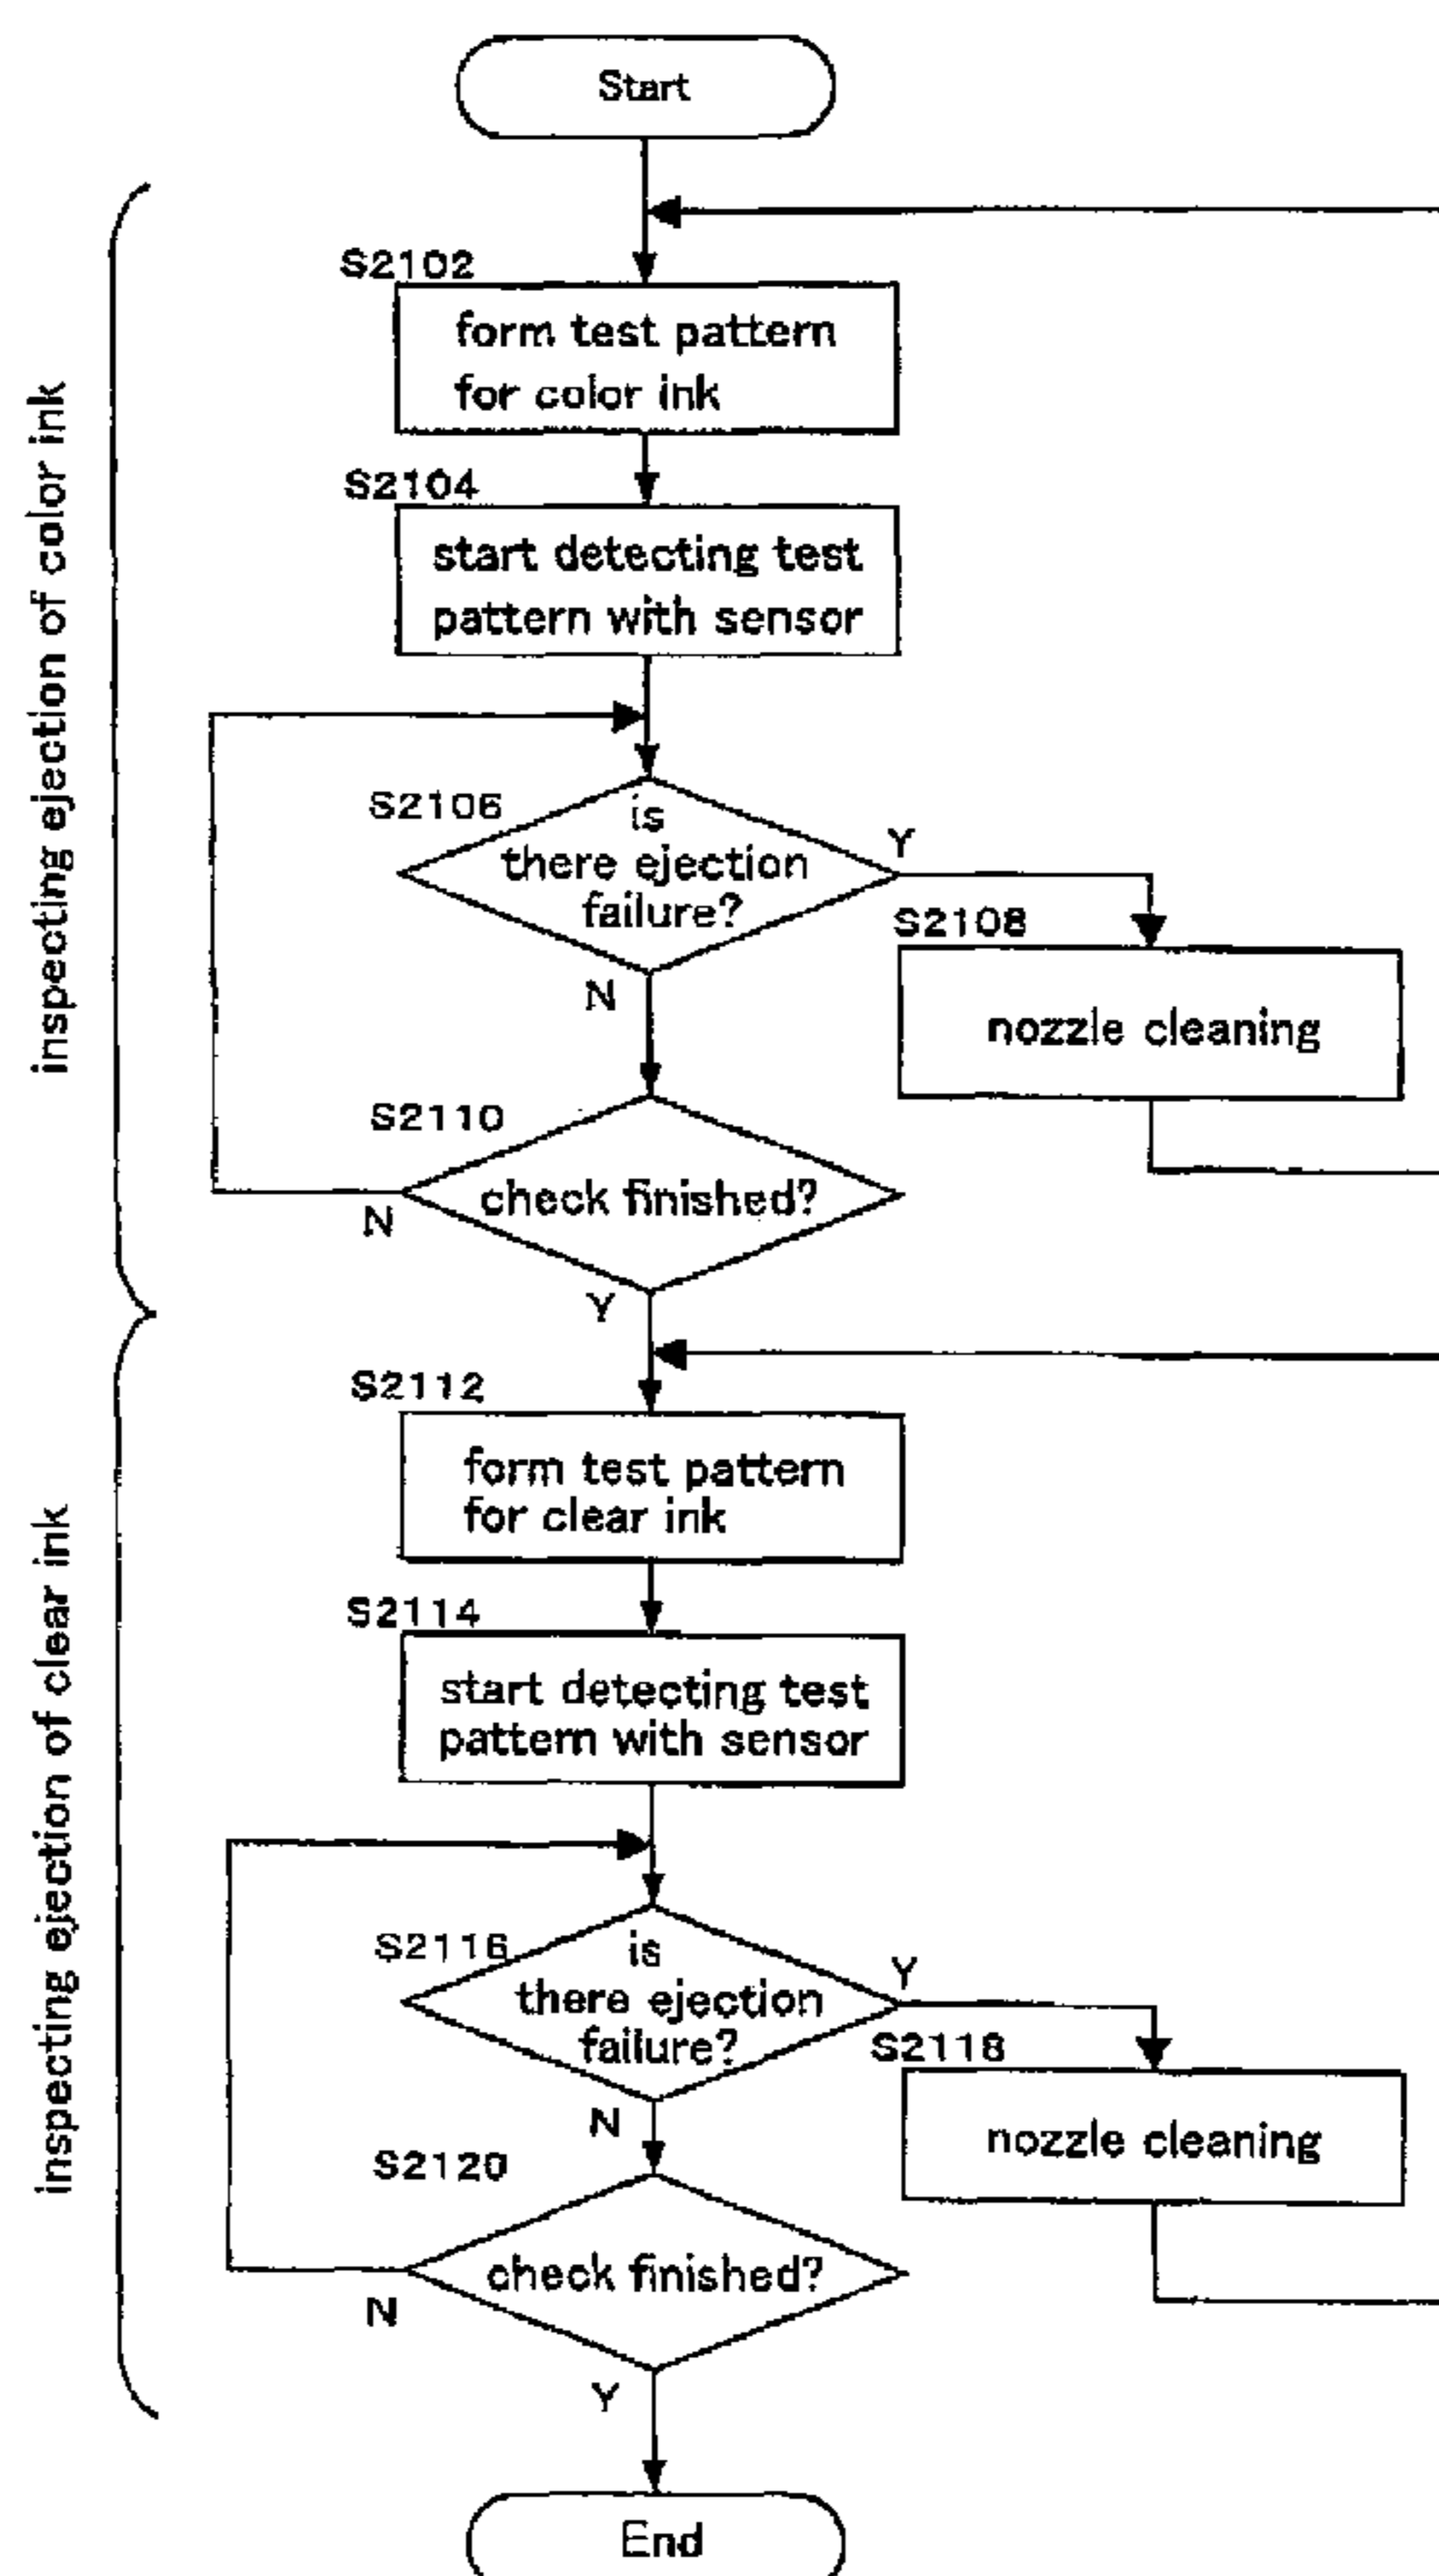 Start
S2102
form test pattern
for color ink
S2104
start detecting test
pattern with sensor
S2106
is
there ejection
failure?
Y
N
S2108
nozzle cleaning
S2110
check finished?
N
Y
inspecting ejection of color ink
S2112
form test pattern
for clear ink
S2114
start detecting test
pattern with sensor
S2116
is
there ejection
failure?
Y
N
S2118
nozzle cleaning
S2120
check finished?
N
Y
inspecting ejection of clear ink
End